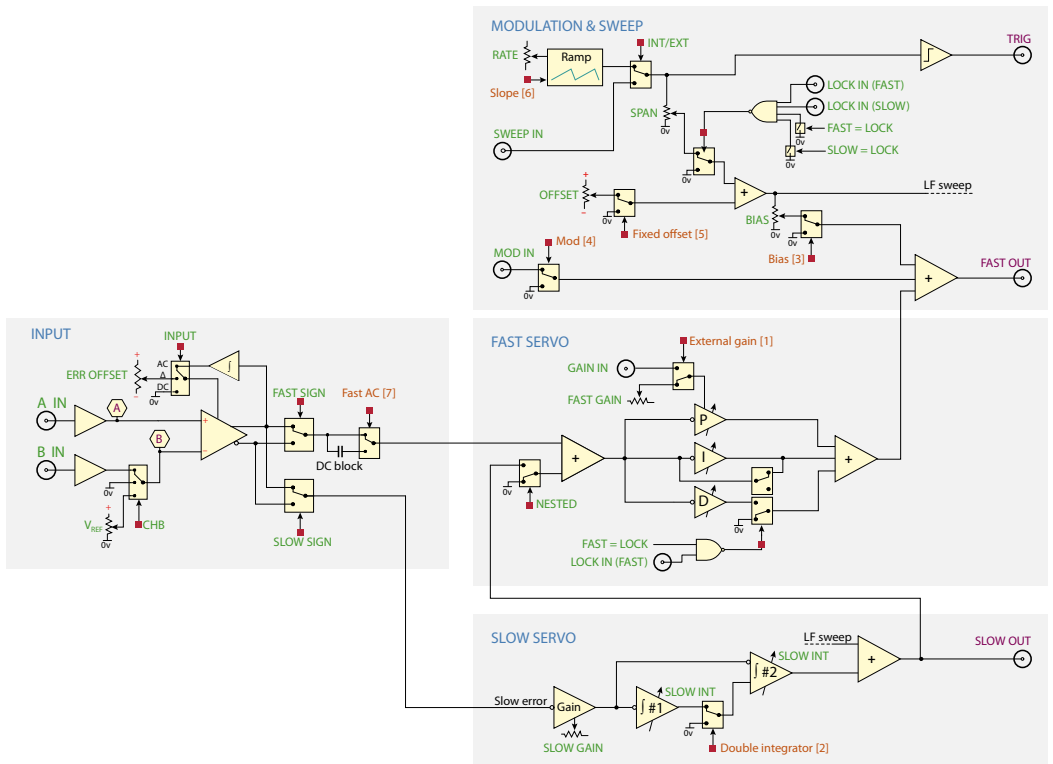 MODULATION & SWEEP
TRIG
INT/EXT
RATE
Ramp
Slope [6]
LOCK IN (FAST)
LOCK IN (SLOW)
SPAN
0v
FAST = LOCK
0v
SWEEP IN
SLOW = LOCK
0v
0v
+
LF sweep
OFFSET
+
−
0v
BIAS
Fixed offset [5]
0v
Mod [4]
Bias [3]
MOD IN
0v
+
FAST OUT
INPUT
INPUT
+
AC
∫
ERR OFFSET
Δ
DC
−
0v
FAST SIGN
Fast AC [7]
A IN
A
+
B IN
B
−
DC block
0v
+
VREF
0v
CHB
SLOW SIGN
FAST SERVO
External gain [1]
GAIN IN
FAST GAIN
P
+
I
+
0v
NESTED
D
0v
FAST = LOCK
LOCK IN (FAST)
SLOW SERVO
LF sweep
SLOW OUT
+
SLOW INT
∫ #2
Slow error
Gain
SLOW INT
∫ #1
0v
SLOW GAIN
Double integrator [2]